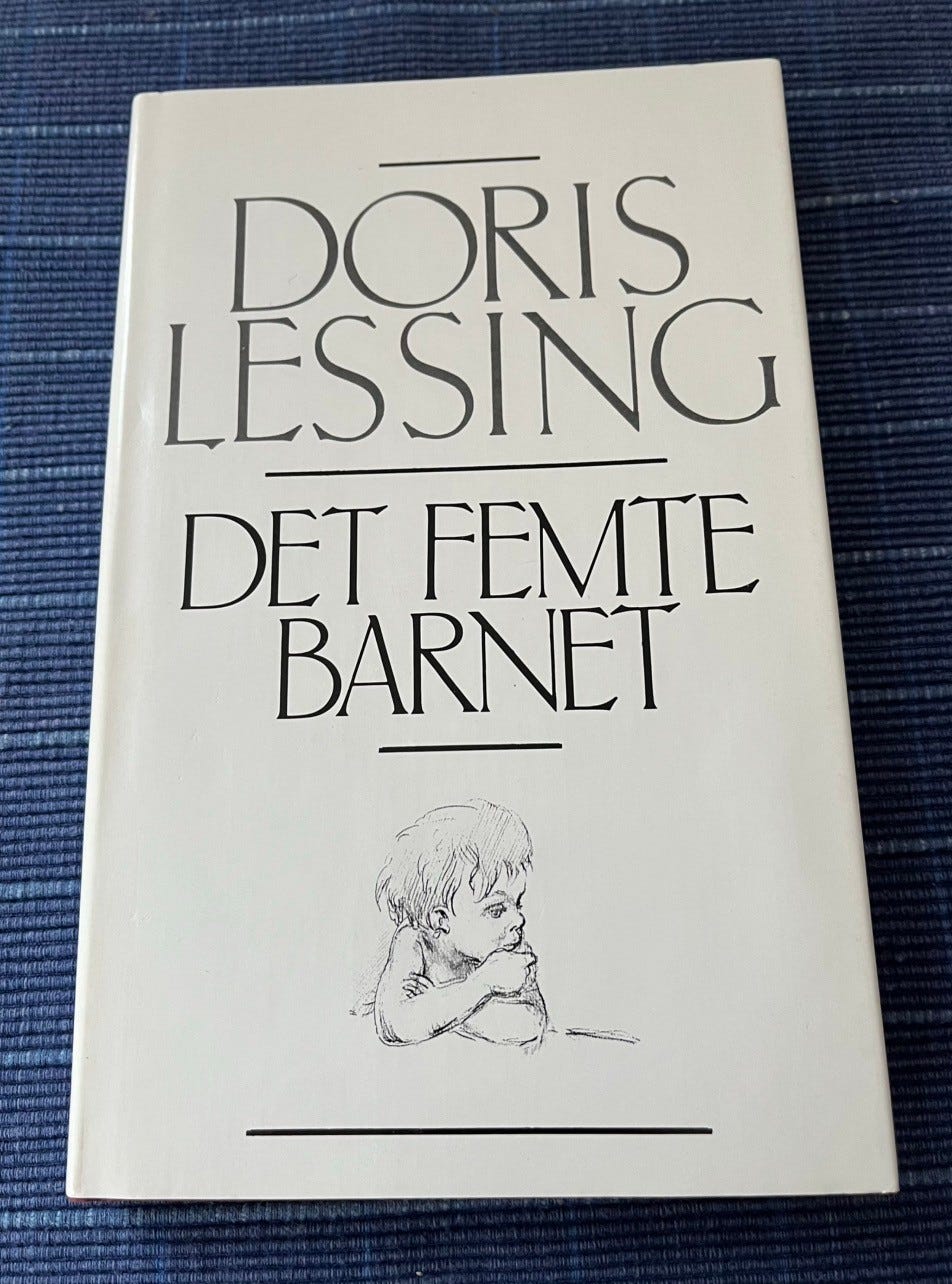 DORIS
LESSING
DET FEMTE
BARNET